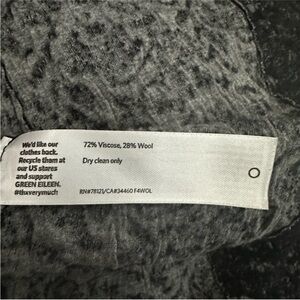 We'd like our
clothes back.
Recycle them at
our US stores
and support
GREEN EILEEN.
#thxverymuch!
72% Viscose, 28% Wool
Dry clean only
RN#78121/CA#34460 F4WOL